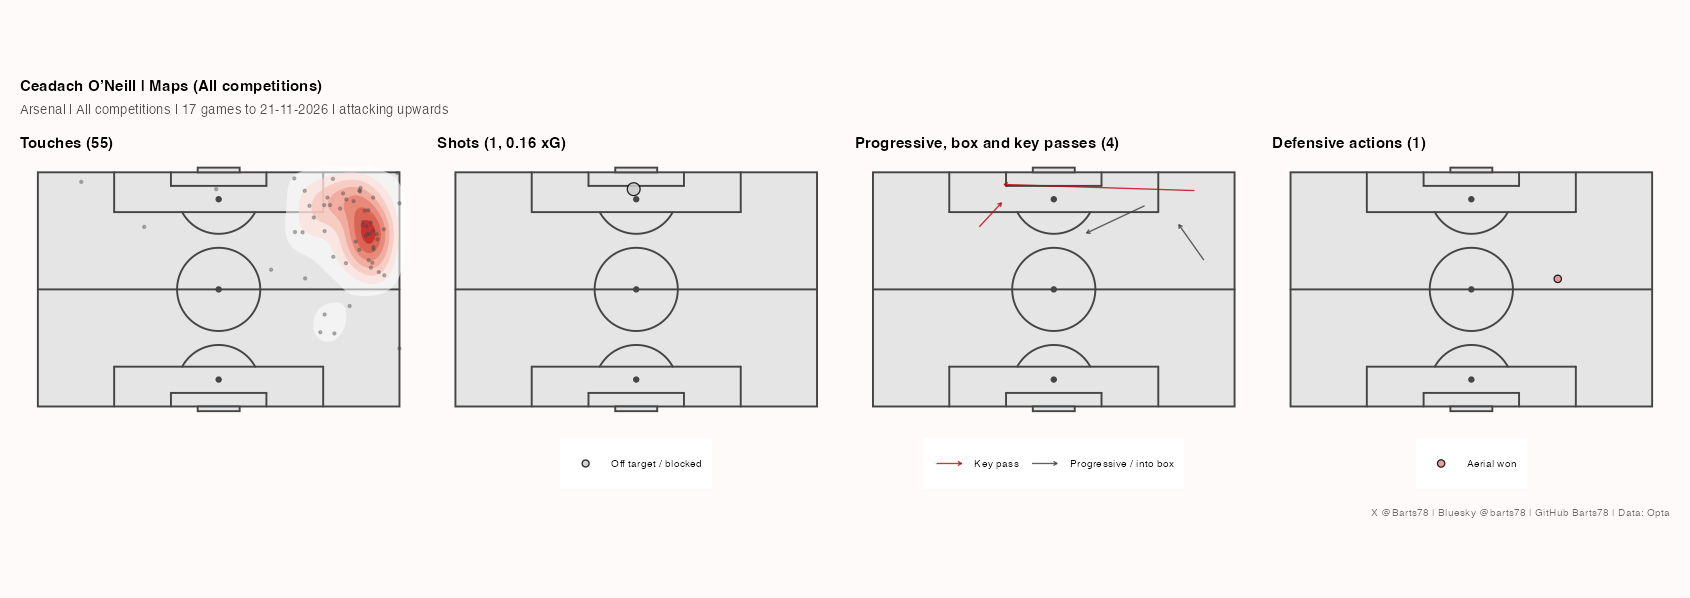 Ceadach O’Neill | Maps (All competitions)
Arsenal | All competitions | 17 games to 21-11-2026 | attacking upwards
Touches (55)
Shots (1, 0.16 xG)
Progressive, box and key passes (4)
Defensive actions (1)
Off target / blocked
Key pass
Progressive / into box
Aerial won
X @Barts78 | Bluesky @barts78 | GitHub Barts78 | Data: Opta